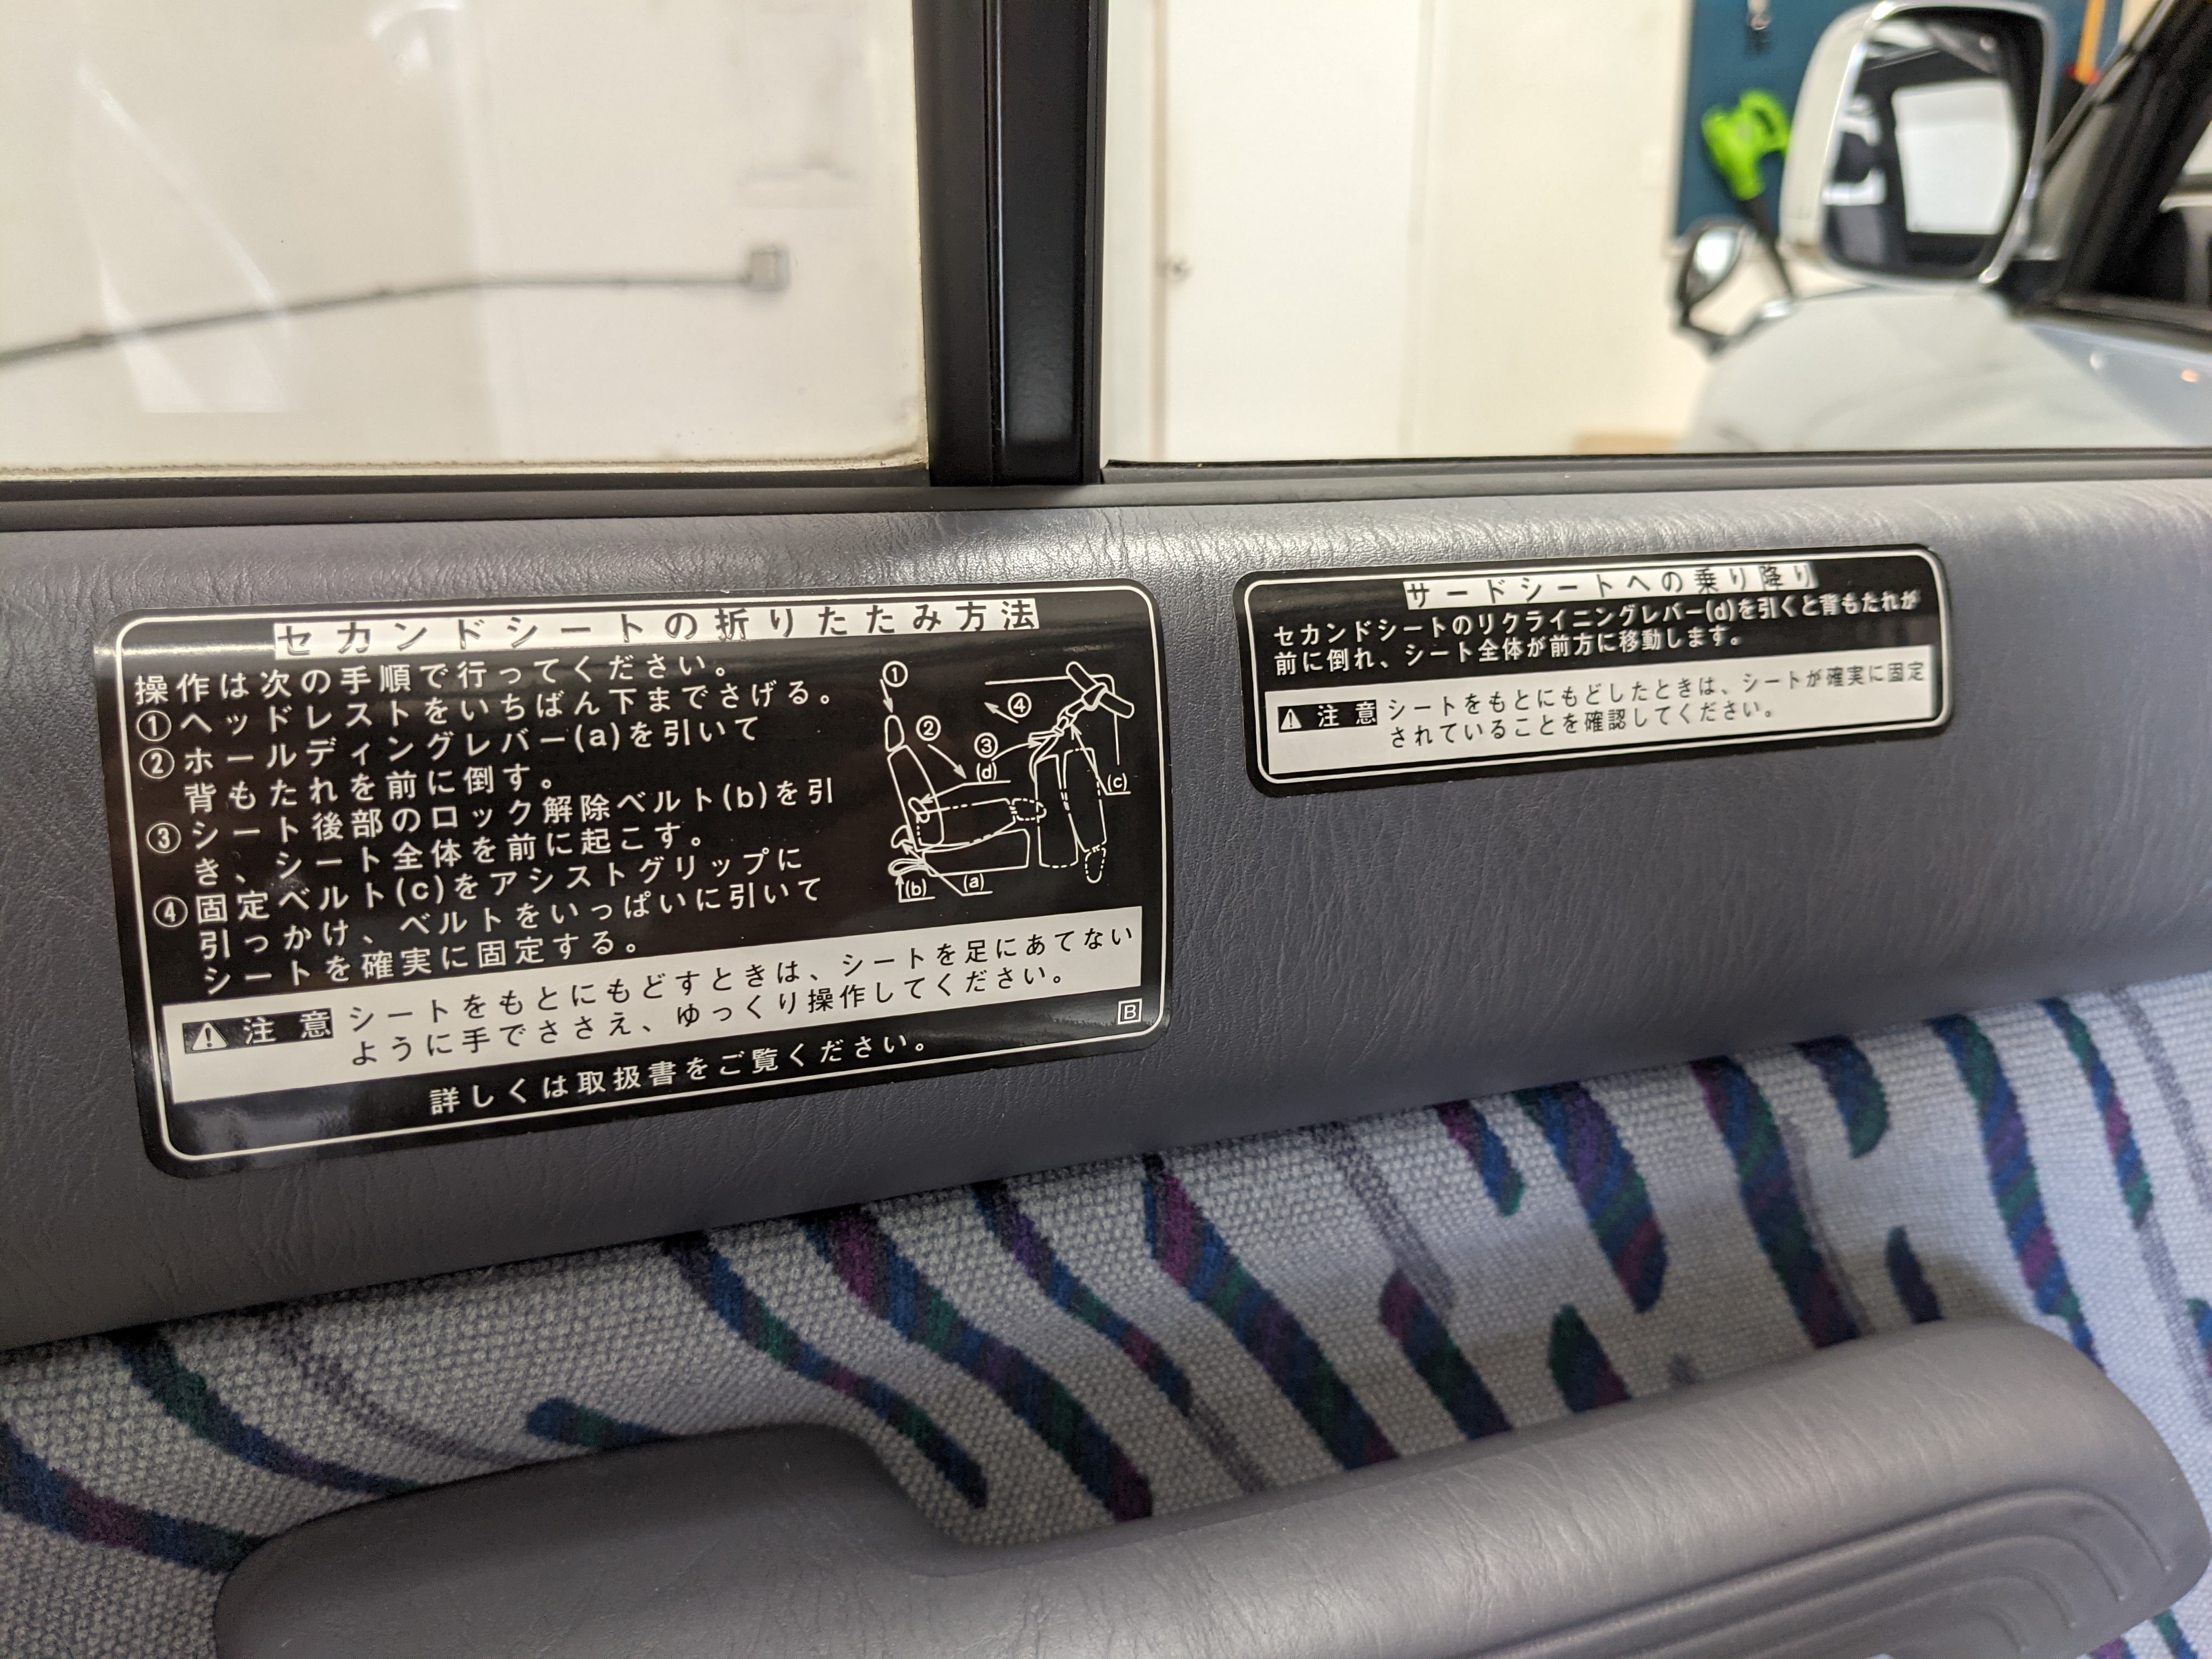 セカンドシートの折りたたみ方法
操作は次の手順で行ってください。
①ヘッドレストをいちばん下までさげる。
②ホールディングレバー(a)を引いて
背もたれを前に倒す。
③シート後部のロック解除ベルト(b)を引
き、シート全体を前に起こす。
④固定ベルト(c)をアシストグリップに
引っかけ、ベルトをいっぱいに引いて
シートを確実に固定する。
①
②
③
④
(d)
(c)
(b)
(a)
注意 シートをもとにもどすときは、シートを足にあてない
ように手でささえ、ゆっくり操作してください。
B
詳しくは取扱書をご覧ください。
サードシートへの乗り降り
セカンドシートのリクライニングレバー(d)を引くと背もたれが
前に倒れ、シート全体が前方に移動します。
注意 シートをもとにもどしたときは、シートが確実に固定
されていることを確認してください。